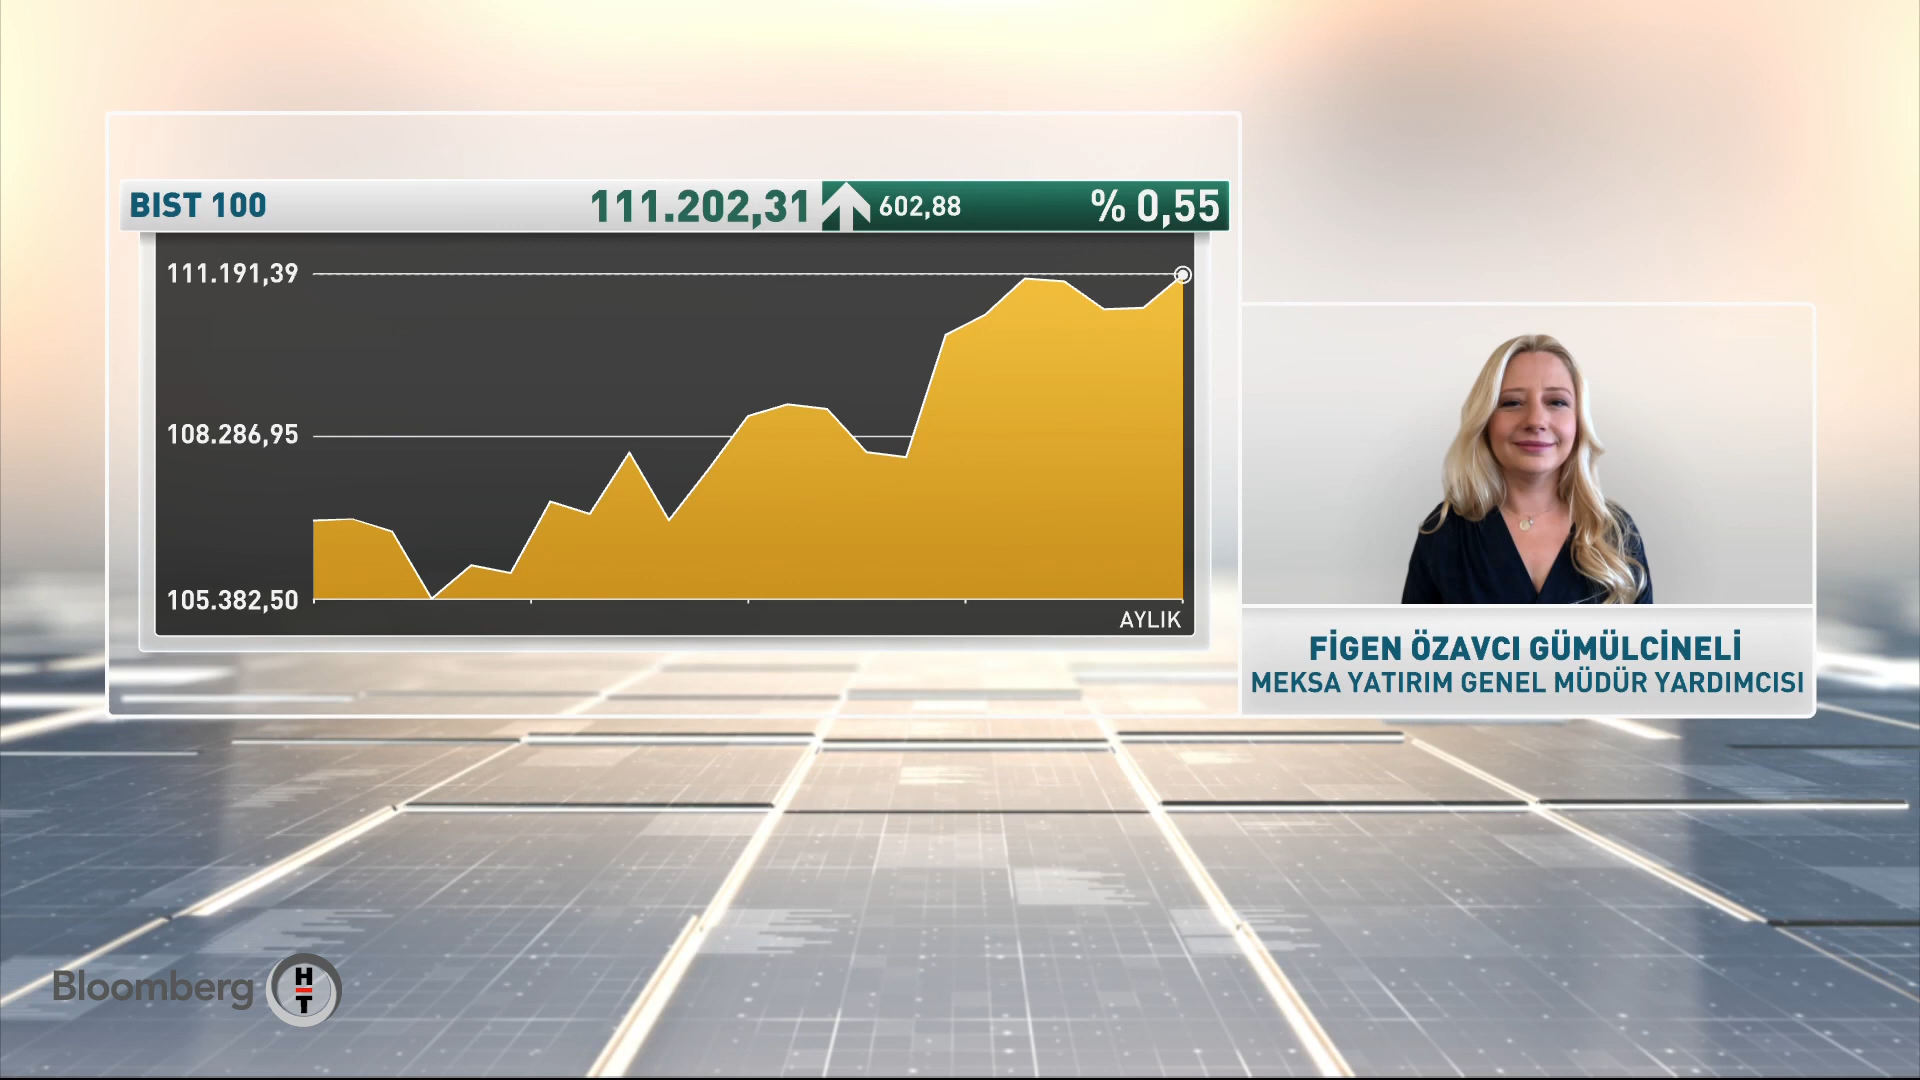 BIST 100 111.202,31 602,88 % 0,55
111.191,39
108.286,95
105.382,50
AYLIK
FİGEN ÖZAVCI GÜMÜLCİNELİ
MEKSA YATIRIM GENEL MÜDÜR YARDIMCISI
Bloomberg HT